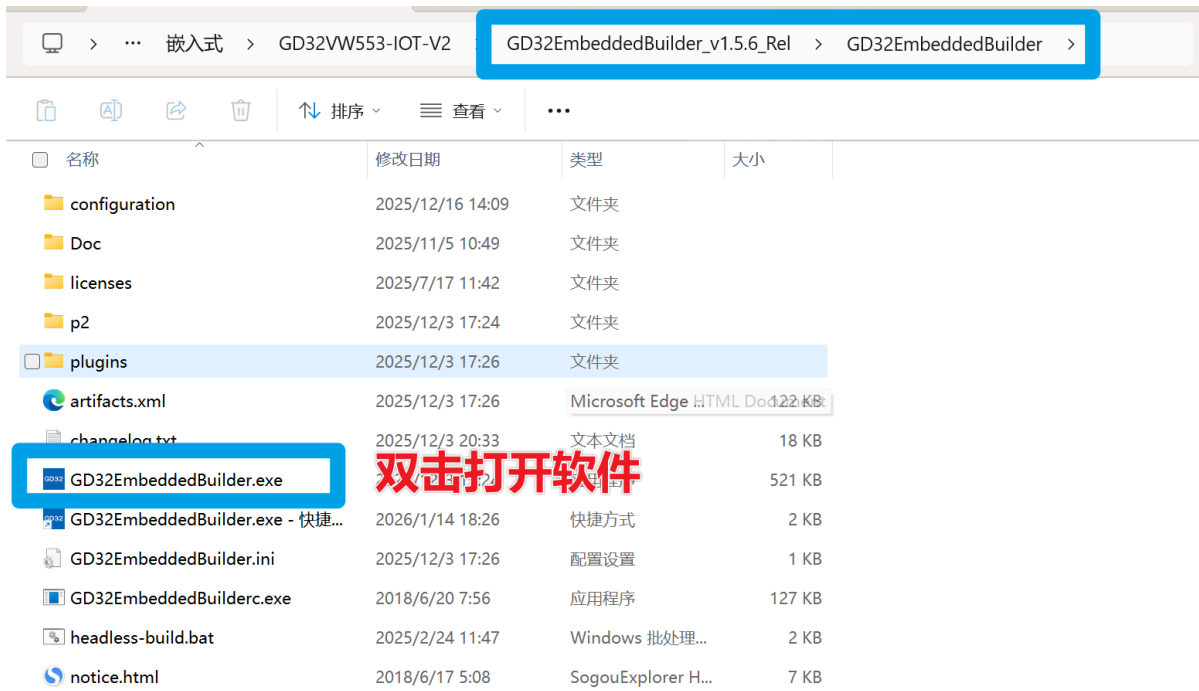 … 嵌入式 GD32VW553-IOT-V2 GD32EmbeddedBuilder_v1.5.6_Rel GD32EmbeddedBuilder
排序 查看 •••
名称 修改日期 类型 大小
configuration 2025/12/16 14:09 文件夹
Doc 2025/11/5 10:49 文件夹
licenses 2025/7/17 11:42 文件夹
p2 2025/12/3 17:24 文件夹
plugins 2025/12/3 17:26 文件夹
artifacts.xml 2025/12/3 17:26 Microsoft Edge ... 122 KB
changelog.txt 2025/12/3 20:33 文本文档 18 KB
GD32EmbeddedBuilder.exe 双击打开软件 521 KB
GD32EmbeddedBuilder.exe - 快捷... 2026/1/14 18:26 快捷方式 2 KB
GD32EmbeddedBuilder.ini 2025/12/3 17:26 配置设置 1 KB
GD32EmbeddedBuilderc.exe 2018/6/20 7:56 应用程序 127 KB
headless-build.bat 2025/2/24 11:47 Windows 批处理... 2 KB
notice.html 2018/6/17 5:08 SogouExplorer H... 7 KB